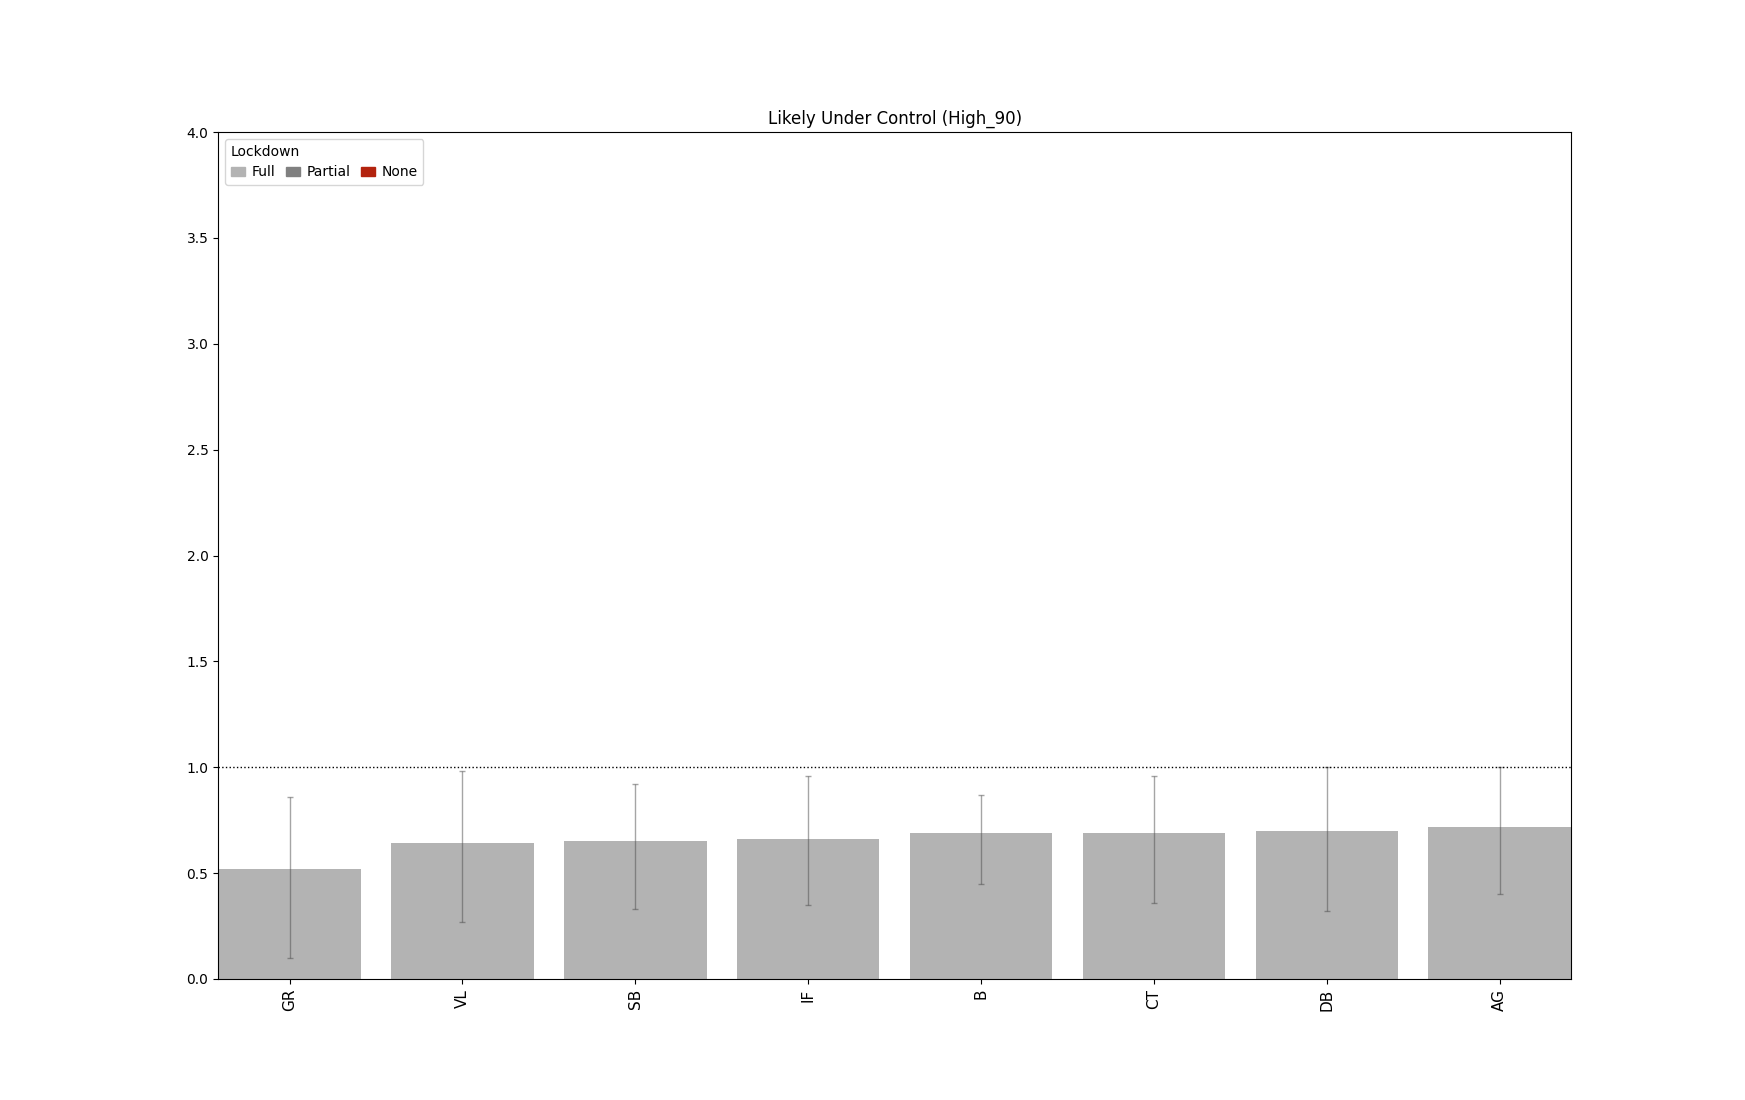 Likely Under Control (High_90)
4.0
Lockdown
Full Partial None
3.5
3.0
2.5
2.0
1.5
1.0
0.5
0.0
GR VL SB IF B CT DB AG